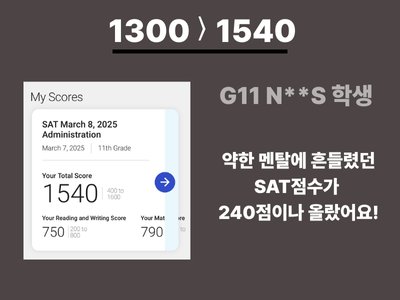 1300 〉 1540
My Scores
SAT March 8, 2025
Administration
March 7, 2025 11th Grade
Your Total Score
1540 400 to
1600
Your Reading and Writing Score
750 200 to
800
Your Mat
790
G11 N**S 학생
약한 멘탈에 흔들렸던
SAT점수가
240점이나 올랐어요!